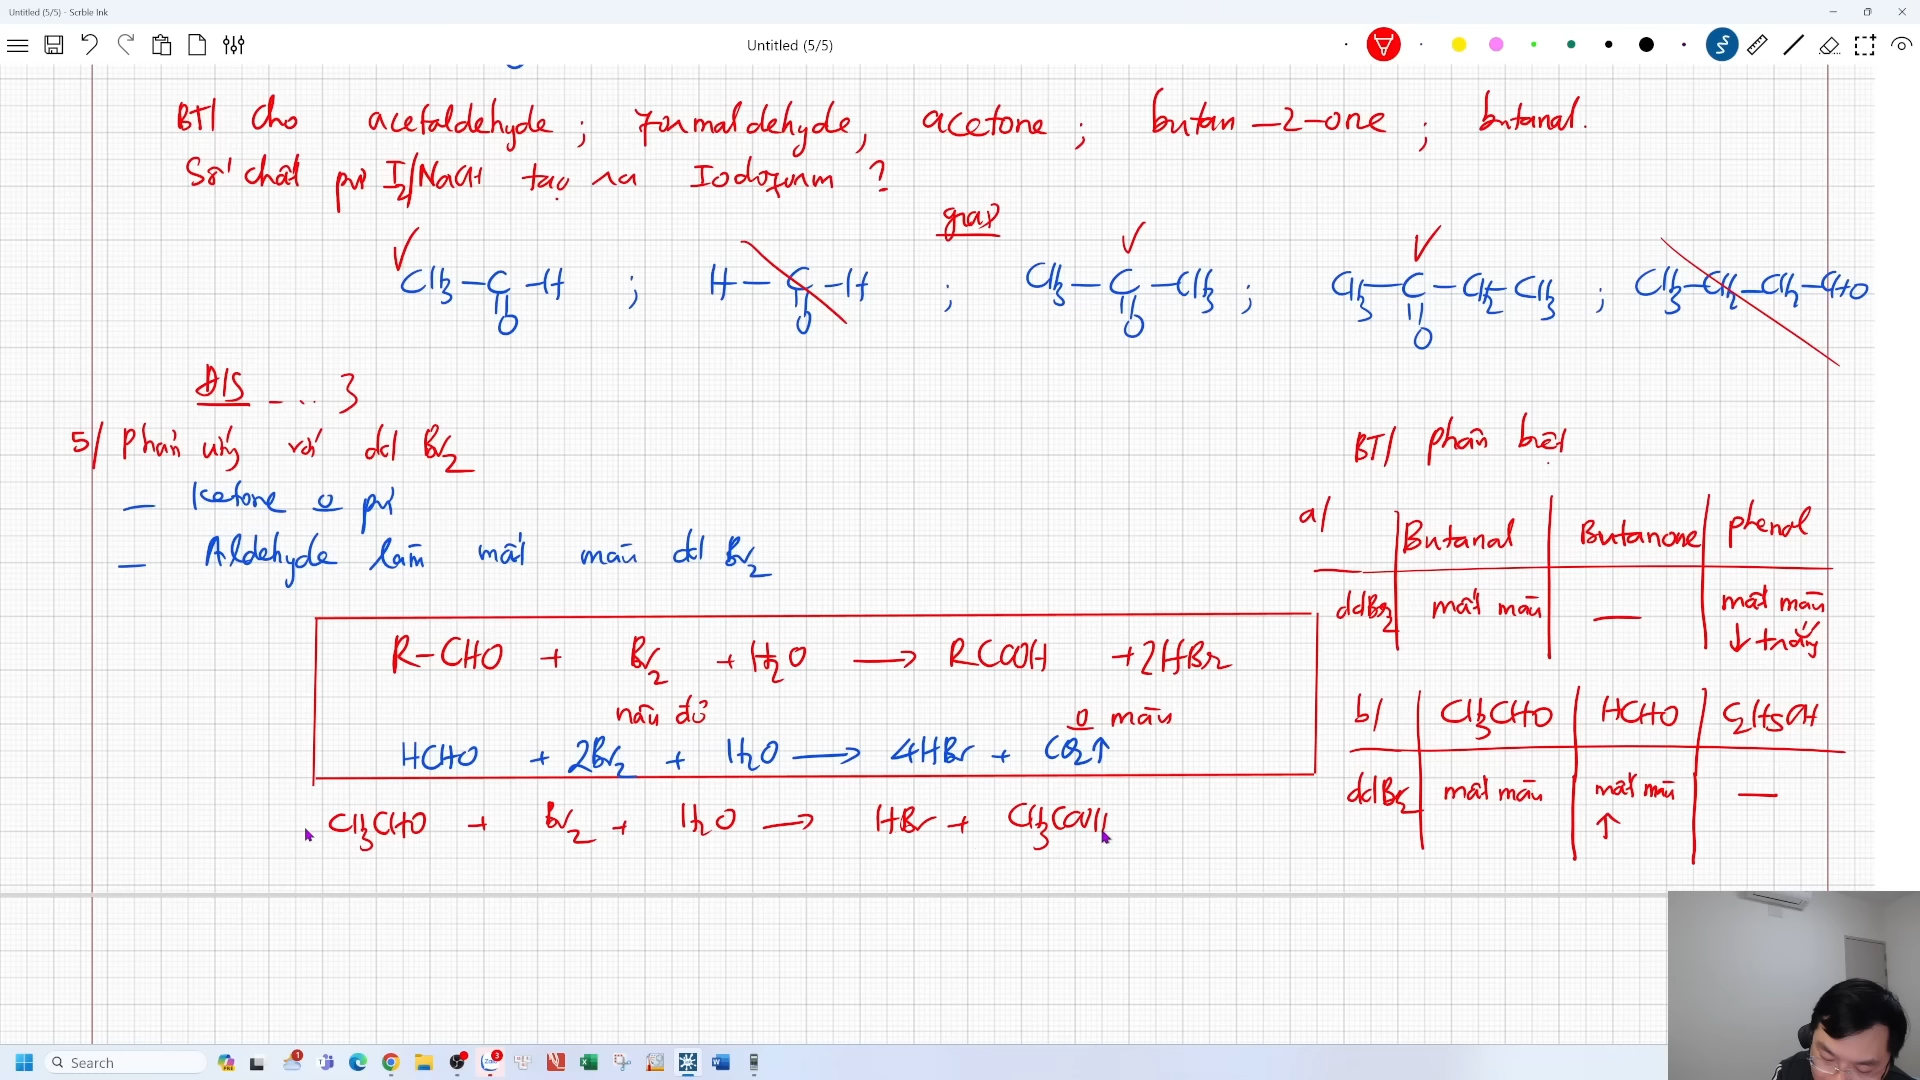 Untitled (5/5) - Scrble Ink
Untitled (5/5)
BT/ cho acetaldehyde ; formaldehyde, acetone ; butan-2-one ; butanal.
Số chất pứ I2/NaOH tạo ra Iodoform ?
giải
CH3-C-H ; H-C-H ; CH3-C-CH3 ; CH3-C-CH2-CH3 ; CH3-CH2-CH2-CHO
O O O O
Đ/S - ... 3
5/ Phản ứng với dd Br2
- Ketone 0 pứ
- Aldehyde làm mất màu dd Br2
R-CHO + Br2 + H2O → RCOOH + 2HBr
nâu đỏ 0 màu
HCHO + 2Br2 + H2O → 4HBr + CO2↑
CH3CHO + Br2 + H2O → HBr + CH3COOH
BT/ phân biệt
a/ Butanal Butanone phenol
ddBr2 mất màu — mất màu
↓ trắng
b/ CH3CHO HCHO C2H5OH
ddBr2 mất màu mất màu —
↑
Search